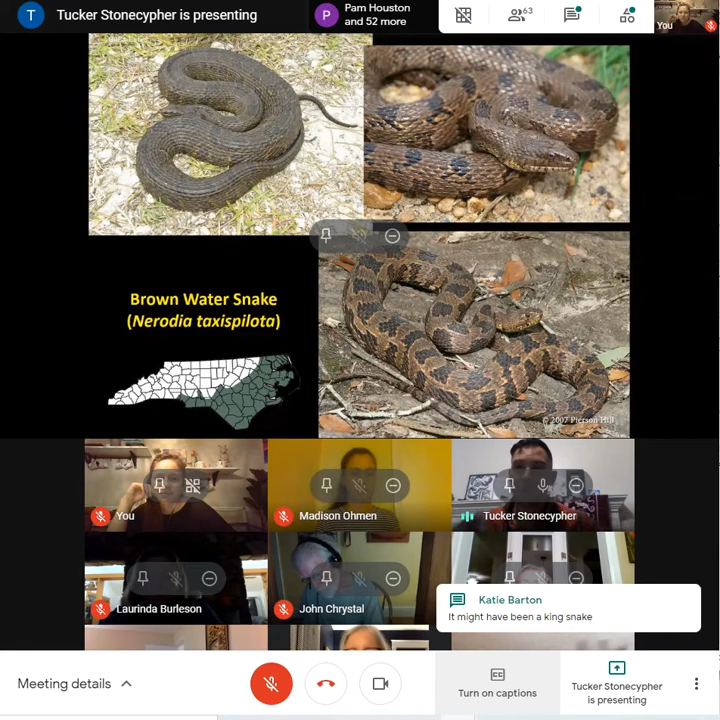 T
Tucker Stonecypher is presenting
P
Pam Houston
and 52 more
63
You
Brown Water Snake
(Nerodia taxispilota)
© 2007 Pierson Hill
You
Madison Ohmen
Tucker Stonecypher
Laurinda Burleson
John Chrystal
Katie Barton
It might have been a king snake
Meeting details
Turn on captions
Tucker Stonecypher
is presenting